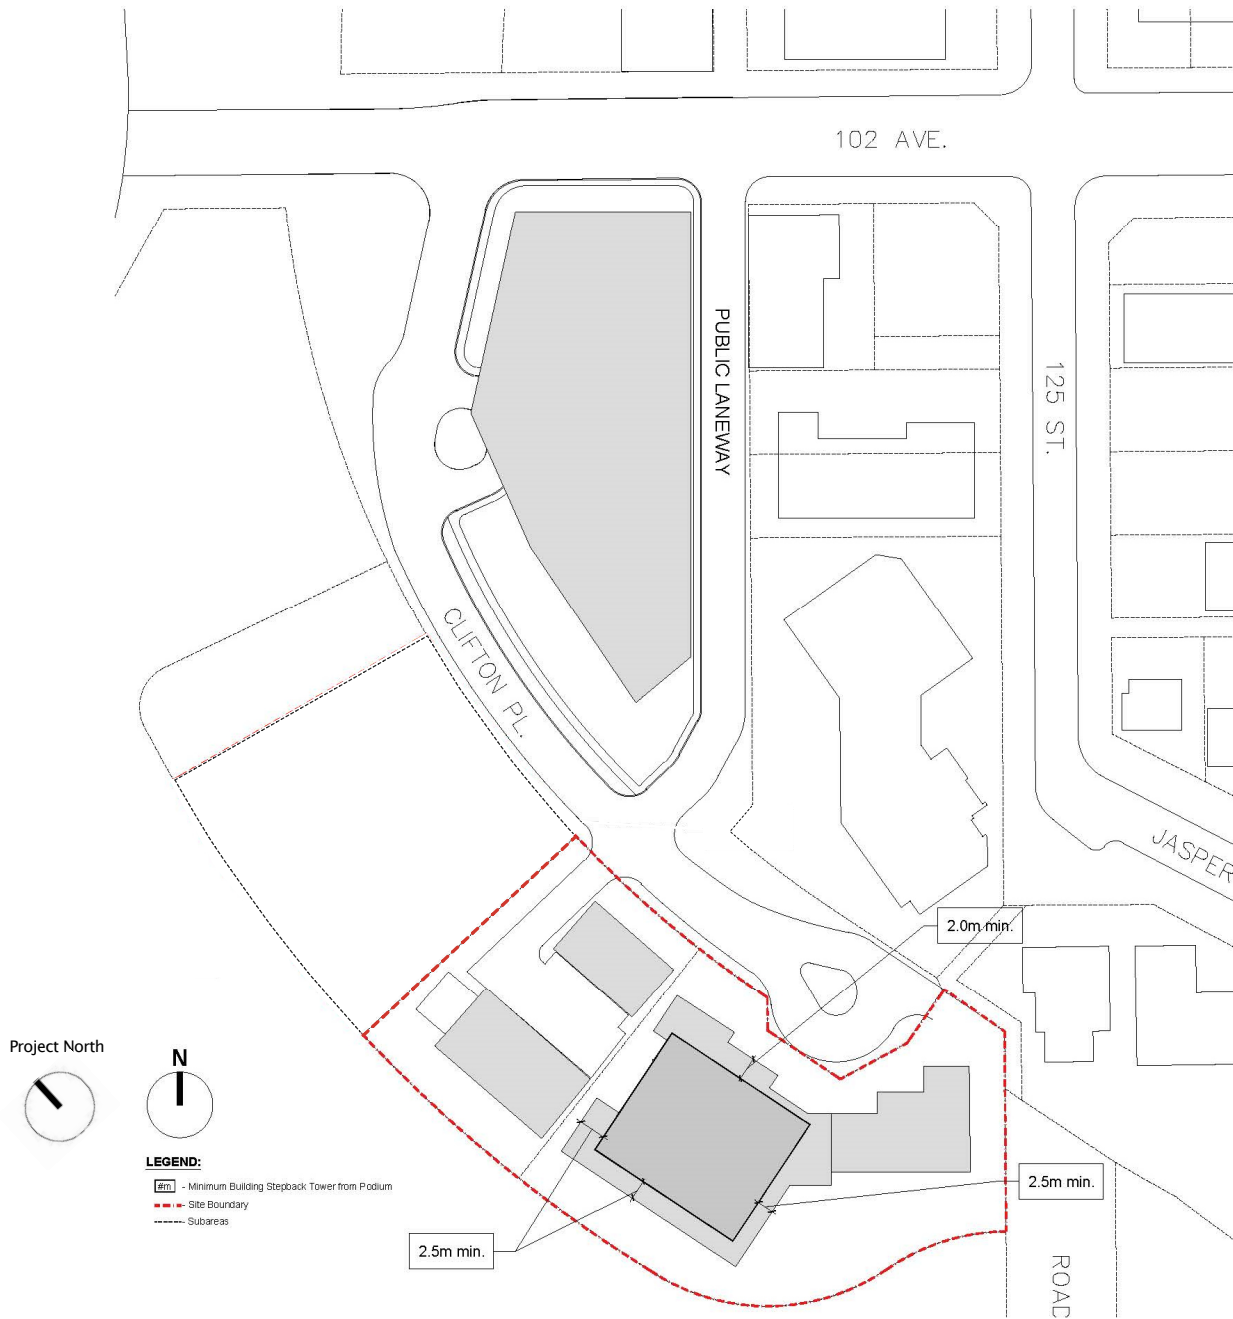 102 AVE.
PUBLIC LANEWAY
125 ST.
CLIFTON PL.
JASPER
2.0m min.
Project North
N
LEGEND:
#m - Minimum Building Stepback Tower from Podium
- Site Boundary
- Subareas
2.5m min.
2.5m min.
ROAD